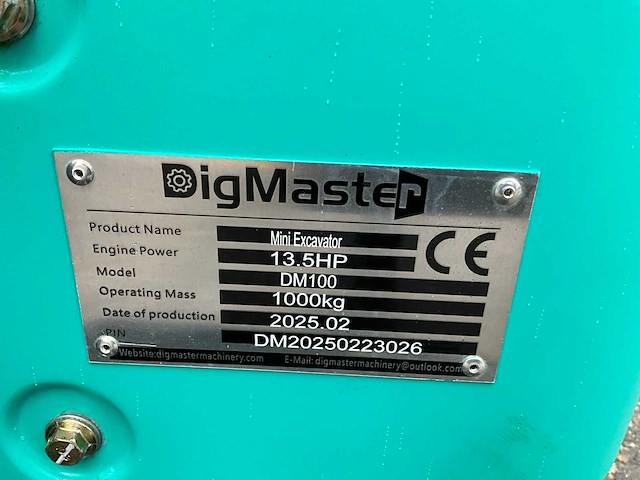 DigMaster
Product Name Mini Excavator
Engine Power 13.5HP
CE
Model DM100
Operating Mass 1000kg
Date of production 2025.02
PIN DM20250223026
Website:digmastermachinery.com E-Mail: digmastermachinery@outlook.com